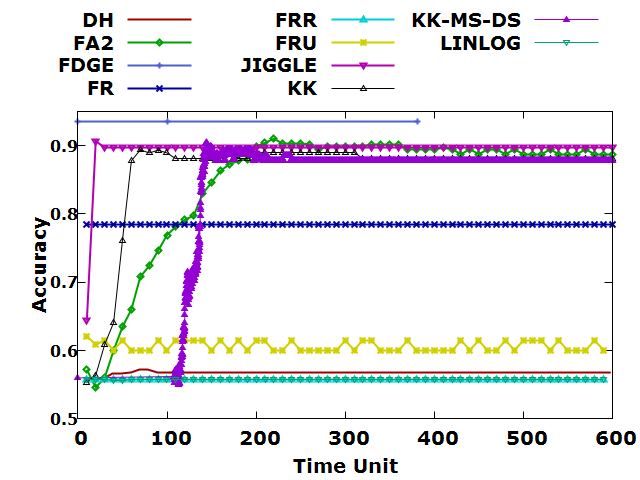 DH FRR KK-MS-DS
FA2 FRU LINLOG
FDGE JIGGLE
FR KK
0.9
0.8
0.7
0.6
0.5
Accuracy
0 100 200 300 400 500 600
Time Unit